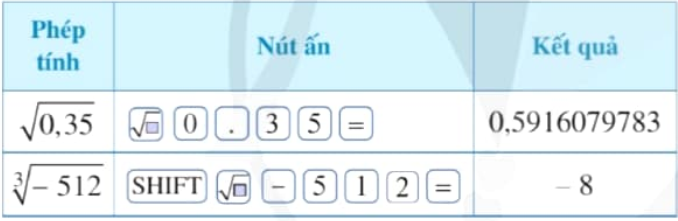 Phép tính Nút ấn Kết quả
√0,35 √□ 0 . 3 5 = 0,5916079783
∛− 512 SHIFT √□ − 5 1 2 = − 8